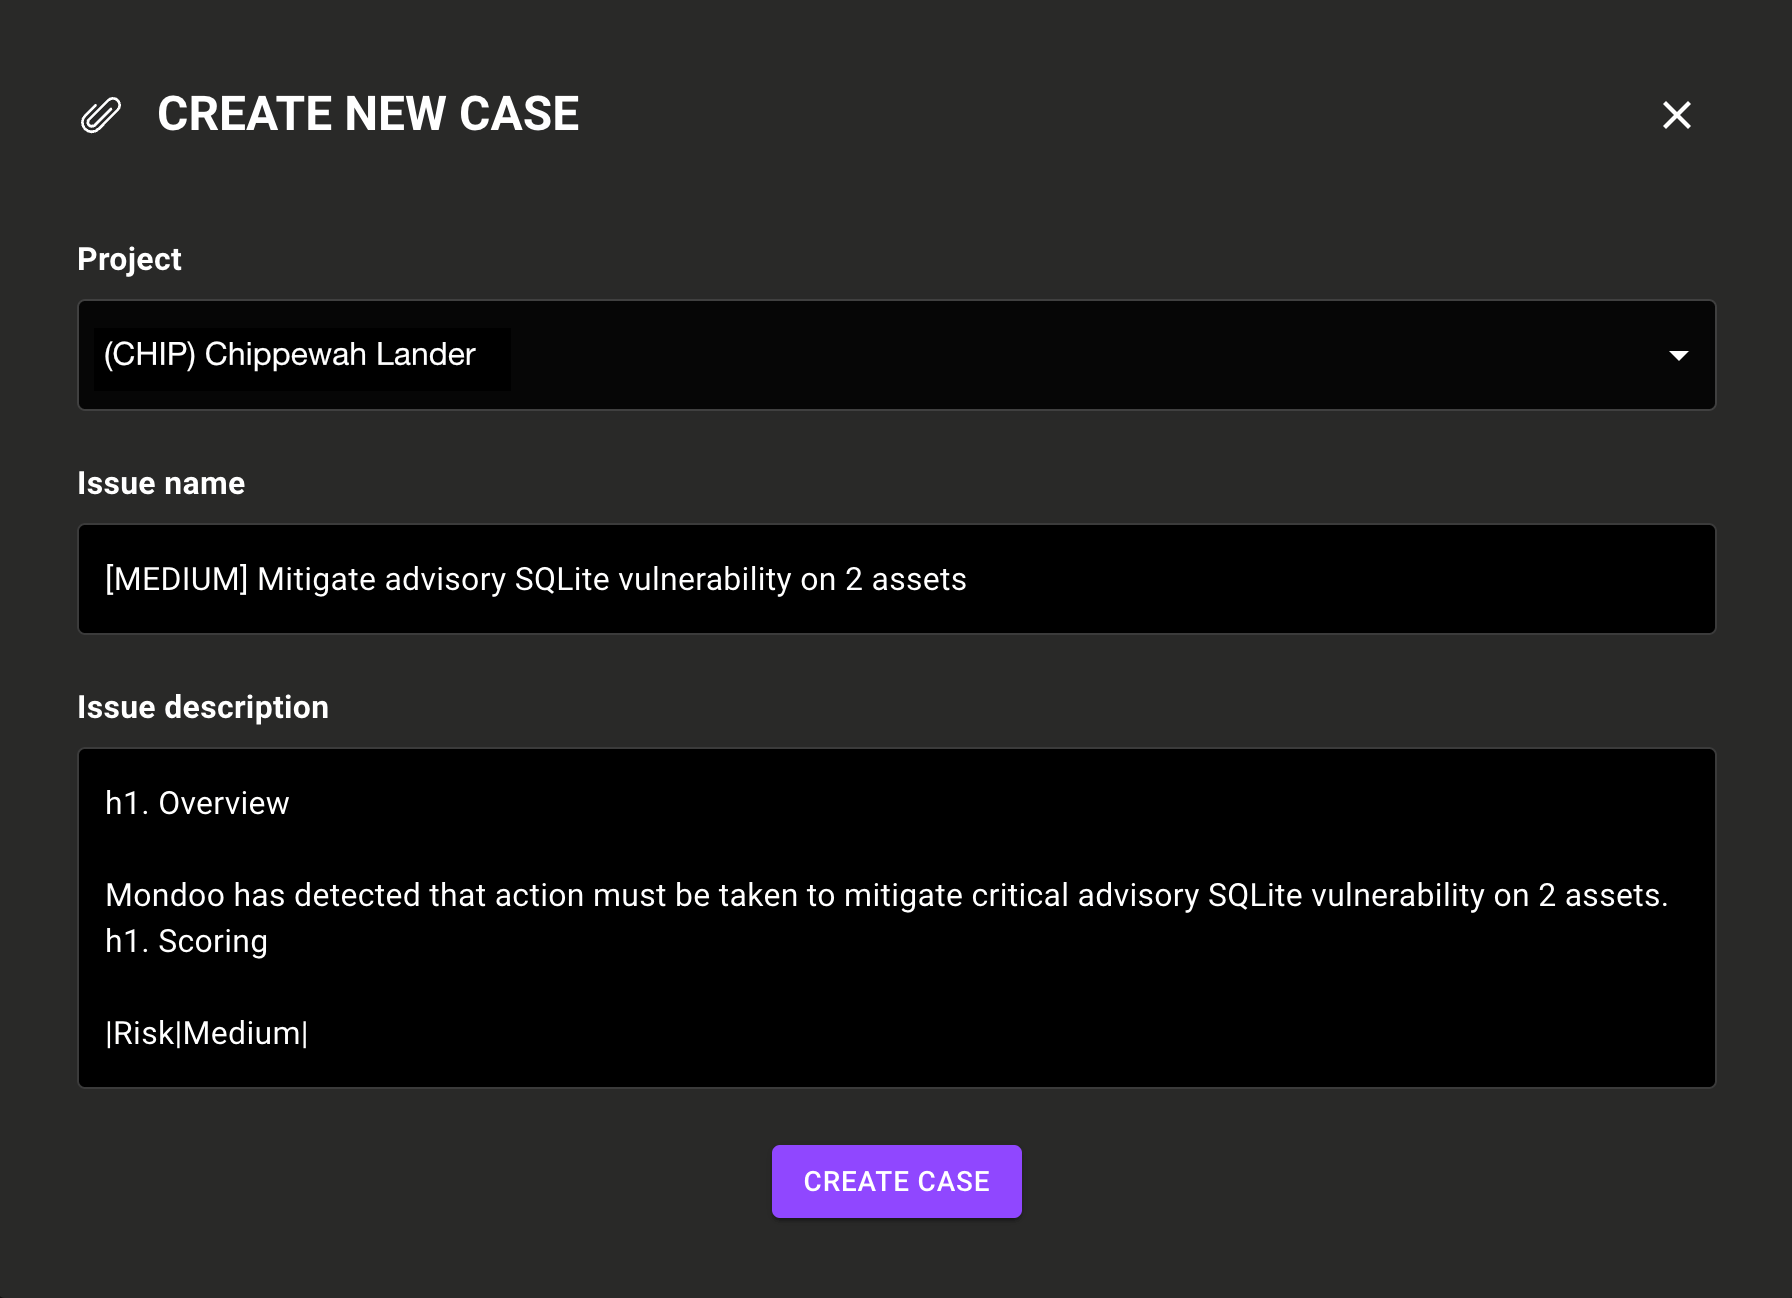 CREATE NEW CASE
Project
(CHIP) Chippewah Lander
Issue name
[MEDIUM] Mitigate advisory SQLite vulnerability on 2 assets
Issue description
h1. Overview
Mondoo has detected that action must be taken to mitigate critical advisory SQLite vulnerability on 2 assets.
h1. Scoring
|Risk|Medium|
CREATE CASE